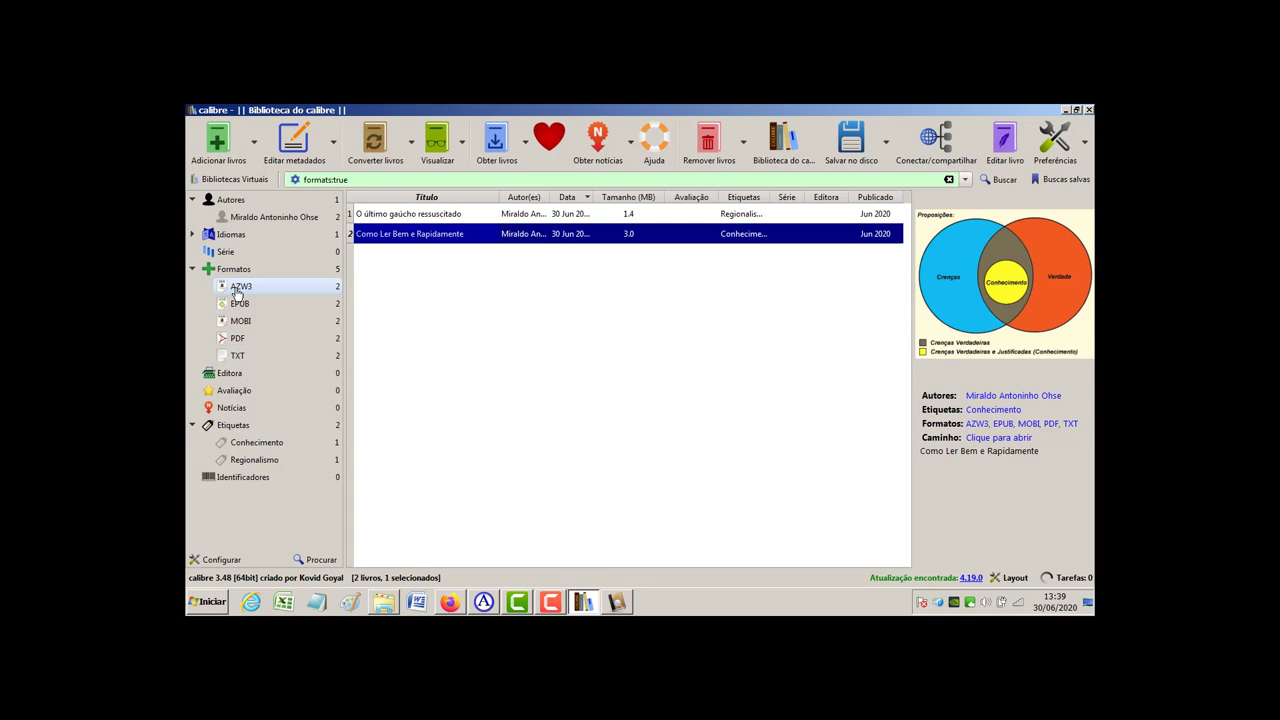 calibre - || Biblioteca do calibre ||
Adicionar livros Editar metadados Converter livros Visualizar Obter livros Obter notícias Ajuda Remover livros Biblioteca do ca... Salvar no disco Conectar/compartilhar Editar livro Preferências
Bibliotecas Virtuais formats:true Buscar Buscas salvas
Autores 1
Miraldo Antoninho Ohse 2
Idiomas 1
Série 0
Formatos 5
AZW3 2
EPUB 2
MOBI 2
PDF 2
TXT 2
Editora 0
Avaliação 0
Notícias 0
Etiquetas 2
Conhecimento 1
Regionalismo 1
Identificadores 0
Configurar Procurar
Título Autor(es) Data Tamanho (MB) Avaliação Etiquetas Série Editora Publicado
1 O último gaúcho ressuscitado Miraldo An... 30 Jun 20... 1.4 Regionalis... Jun 2020
2 Como Ler Bem e Rapidamente Miraldo An... 30 Jun 20... 3.0 Conhecime... Jun 2020
Proposições:
Crenças Conhecimento Verdade
Crenças Verdadeiras
Crenças Verdadeiras e Justificadas (Conhecimento)
Autores: Miraldo Antoninho Ohse
Etiquetas: Conhecimento
Formatos: AZW3, EPUB, MOBI, PDF, TXT
Caminho: Clique para abrir
Como Ler Bem e Rapidamente
calibre 3.48 [64bit] criado por Kovid Goyal [2 livros, 1 selecionados] Atualização encontrada: 4.19.0 Layout Tarefas: 0
Iniciar
13:39
30/06/2020